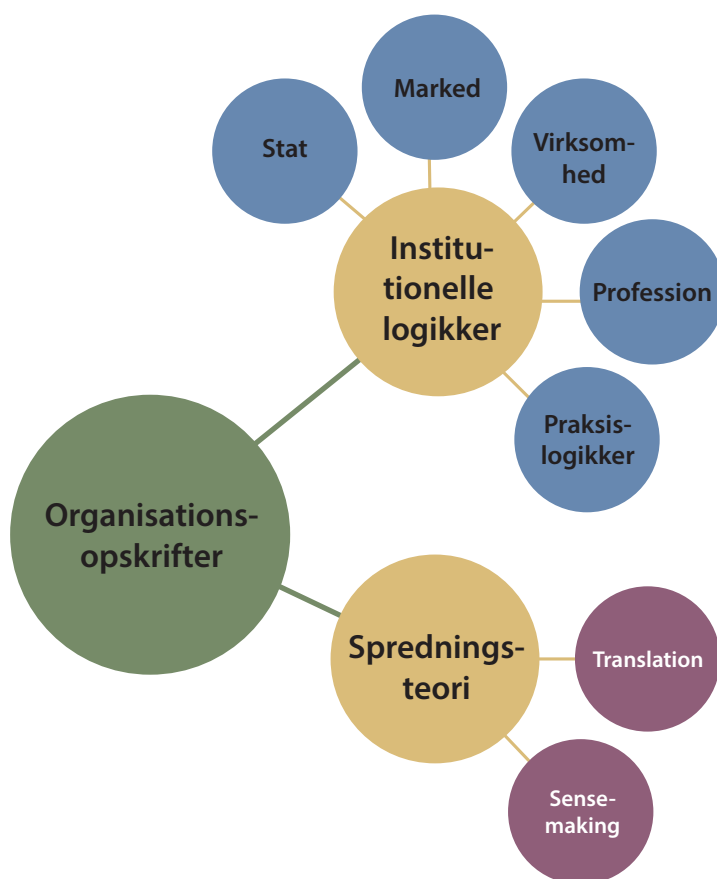 Marked
Stat
Virksom-
hed
Institu-
tionelle
logikker
Profession
Praksis-
logikker
Organisations-
opskrifter
Sprednings-
teori
Translation
Sense-
making